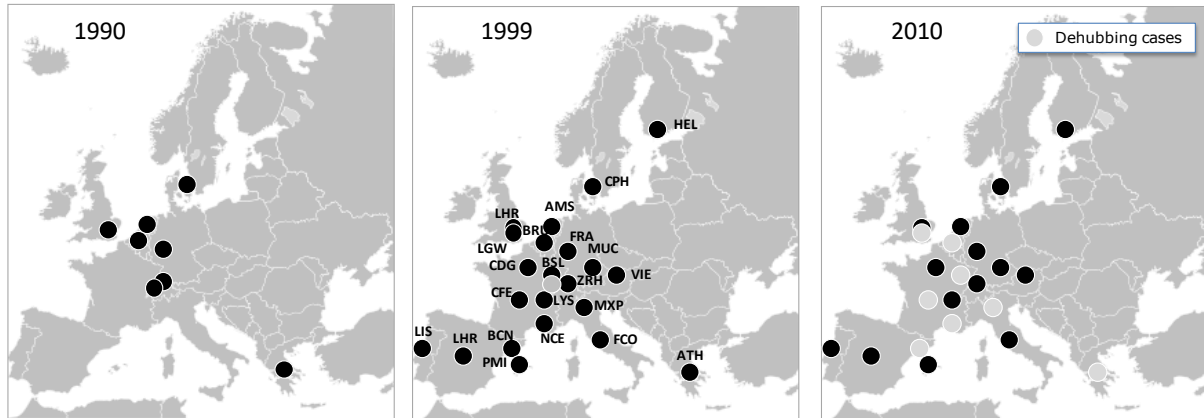 1990
1999
2010
Dehubbing cases
HEL
CPH
LHR
AMS
BRU
LGW
FRA
MUC
CDG
BSL
VIE
ZRH
CFE
LYS
MXP
NCE
FCO
LIS
LHR
BCN
PMI
ATH